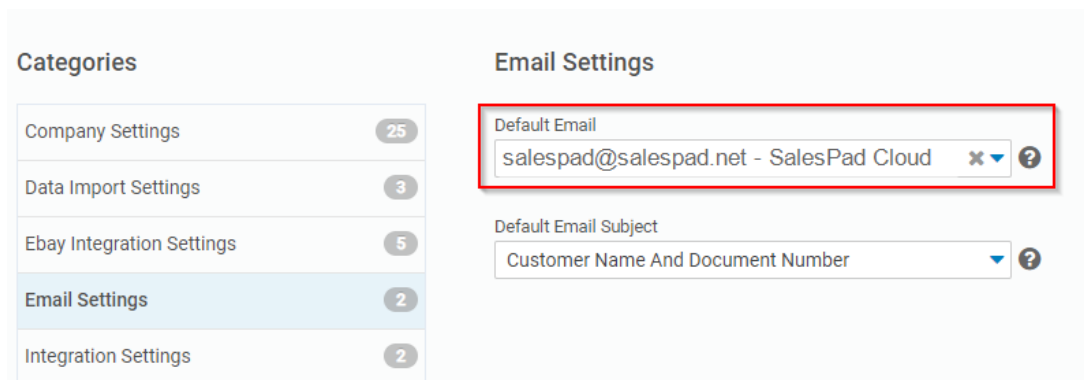 Categories
Company Settings 25
Data Import Settings 3
Ebay Integration Settings 5
Email Settings 2
Integration Settings 2
Email Settings
Default Email
salespad@salespad.net - SalesPad Cloud
Default Email Subject
Customer Name And Document Number